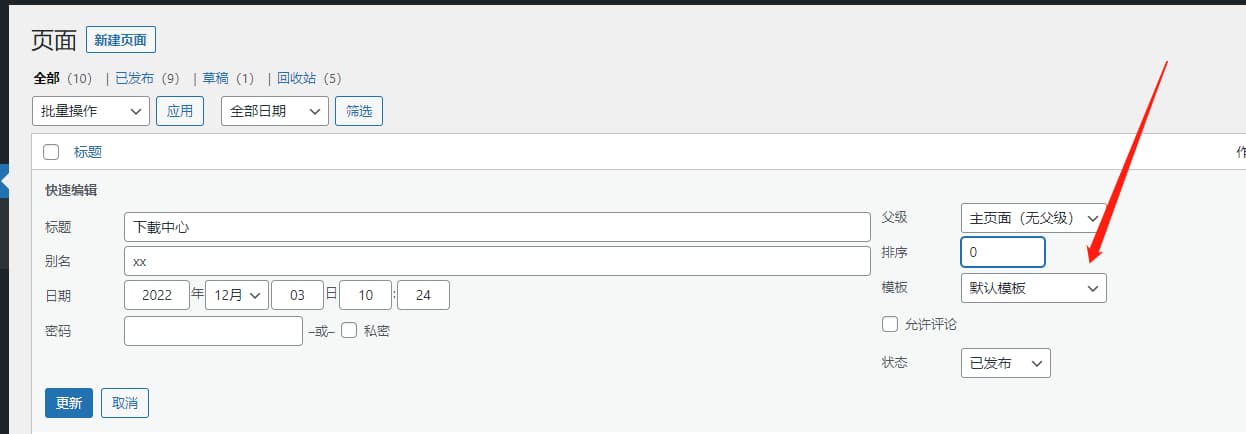 页面 新建页面
全部 (10) | 已发布 (9) | 草稿 (1) | 回收站 (5)
批量操作 应用 全部日期 筛选
标题 作
快速编辑
标题 下載中心
别名 xx
日期 2022 年 12月 03 日 10 : 24
密码 –或– 私密
父级 主页面（无父级）
排序 0
模板 默认模板
允许评论
状态 已发布
更新 取消